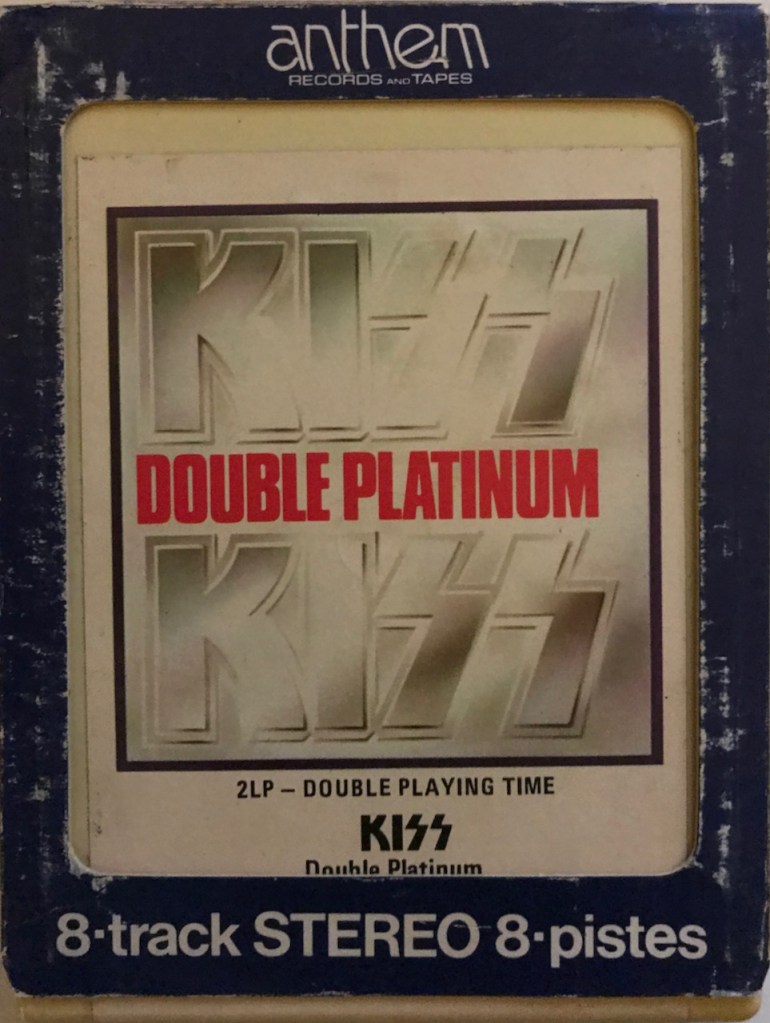 anthem
RECORDS AND TAPES
KISS
DOUBLE PLATINUM
KISS
2LP – DOUBLE PLAYING TIME
KISS
Double Platinum
8·track STEREO 8·pistes